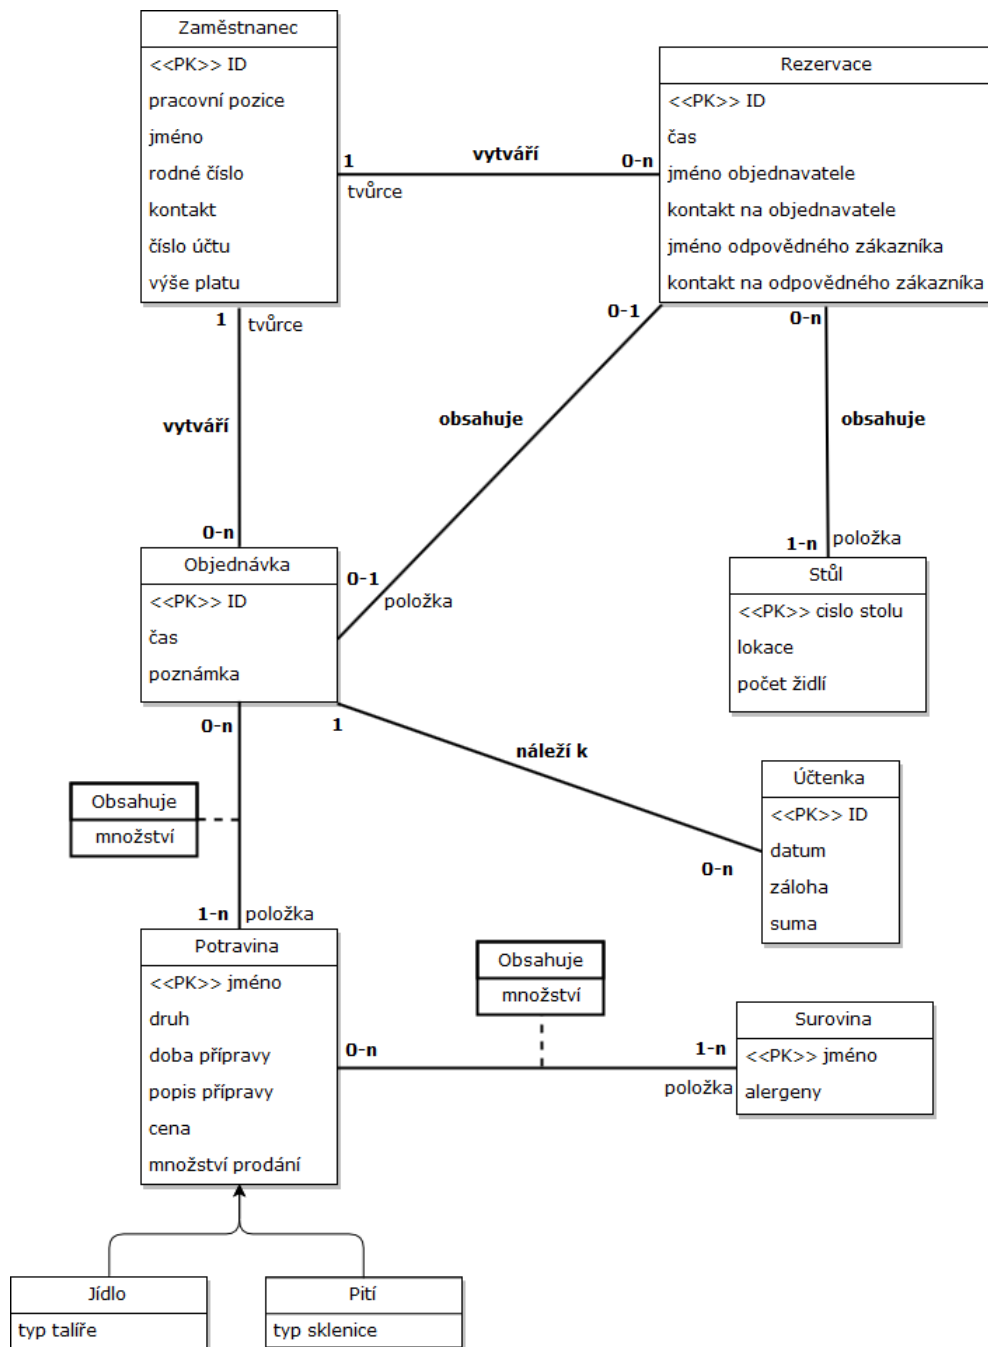 Zaměstnanec
<<PK>> ID
pracovní pozice
jméno
rodné číslo
kontakt
číslo účtu
výše platu
Rezervace
<<PK>> ID
čas
jméno objednavatele
kontakt na objednavatele
jméno odpovědného zákazníka
kontakt na odpovědného zákazníka
1
vytváří
0-n
tvůrce
1
tvůrce
vytváří
0-n
0-1
obsahuje
0-1
položka
0-n
obsahuje
1-n
položka
Objednávka
<<PK>> ID
čas
poznámka
Stůl
<<PK>> cislo stolu
lokace
počet židlí
0-n
1
náleží k
0-n
Účtenka
<<PK>> ID
datum
záloha
suma
Obsahuje
množství
1-n
položka
Potravina
<<PK>> jméno
druh
doba přípravy
popis přípravy
cena
množství prodání
Obsahuje
množství
0-n
1-n
položka
Surovina
<<PK>> jméno
alergeny
Jídlo
typ talíře
Pití
typ sklenice